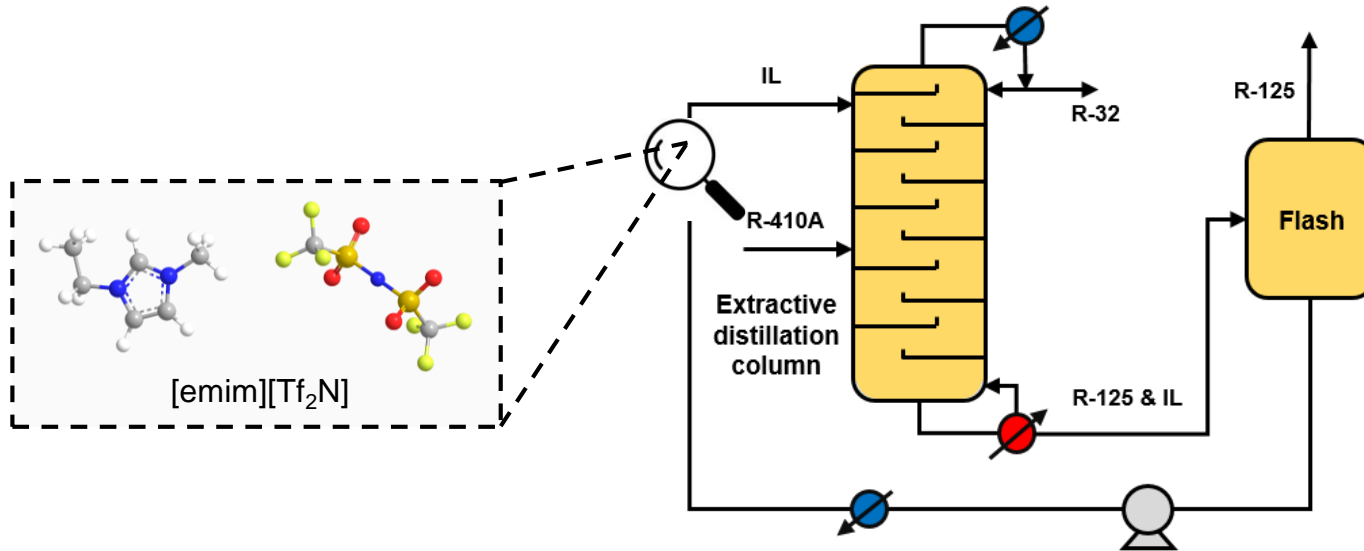 IL
R-32
R-125
R-410A
Flash
Extractive
distillation
column
R-125 & IL
[emim][Tf₂N]